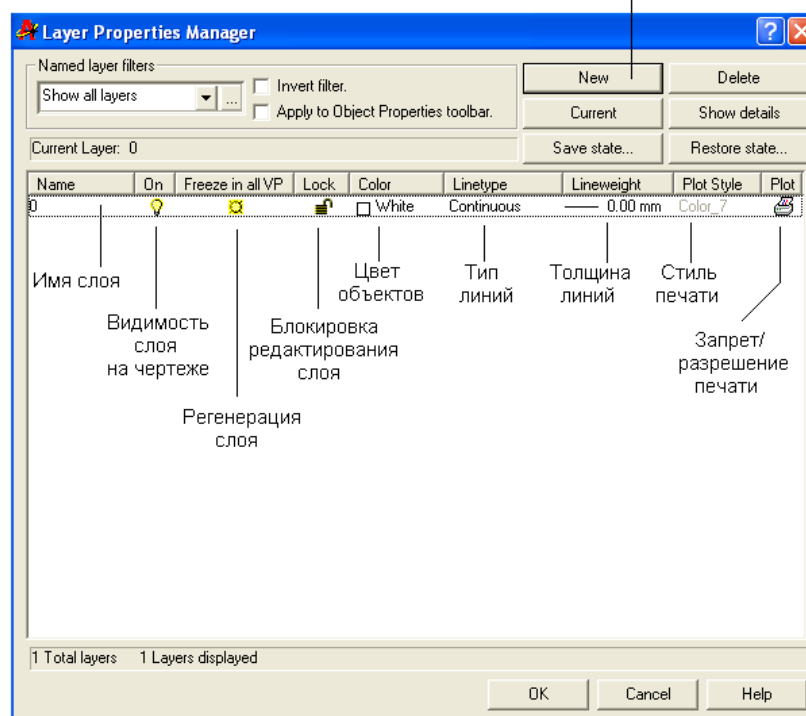 Layer Properties Manager
Named layer filters
Show all layers
...
Invert filter.
Apply to Object Properties toolbar.
New
Delete
Current
Show details
Current Layer: 0
Save state...
Restore state...
Name On Freeze in all VP Lock Color Linetype Lineweight Plot Style Plot
0 White Continuous 0.00 mm Color_7
Имя слоя
Видимость
слоя
на чертеже
Регенерация
слоя
Блокировка
редактирования
слоя
Цвет
объектов
Тип
линий
Толщина
линий
Стиль
печати
Запрет/
разрешение
печати
1 Total layers 1 Layers displayed
OK Cancel Help